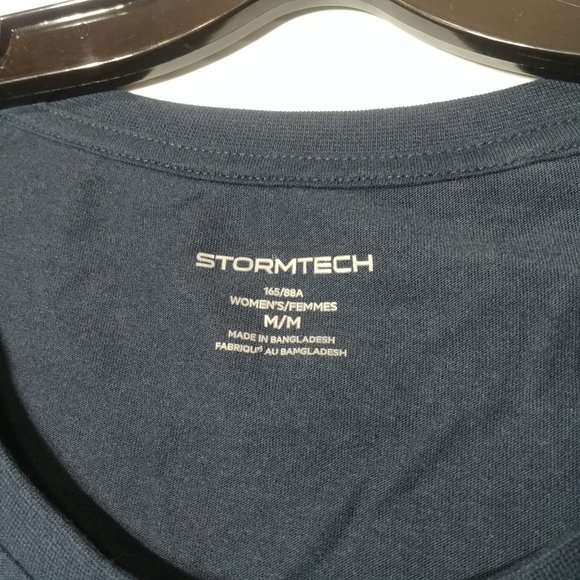 STORMTECH
165/88A
WOMEN'S/FEMMES
M/M
MADE IN BANGLADESH
FABRIQUÉ AU BANGLADESH